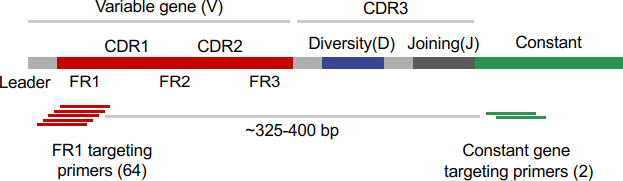 Variable gene (V)
CDR3
CDR1
CDR2
Diversity(D)
Joining(J)
Constant
Leader
FR1
FR2
FR3
~325-400 bp
FR1 targeting
primers (64)
Constant gene
targeting primers (2)